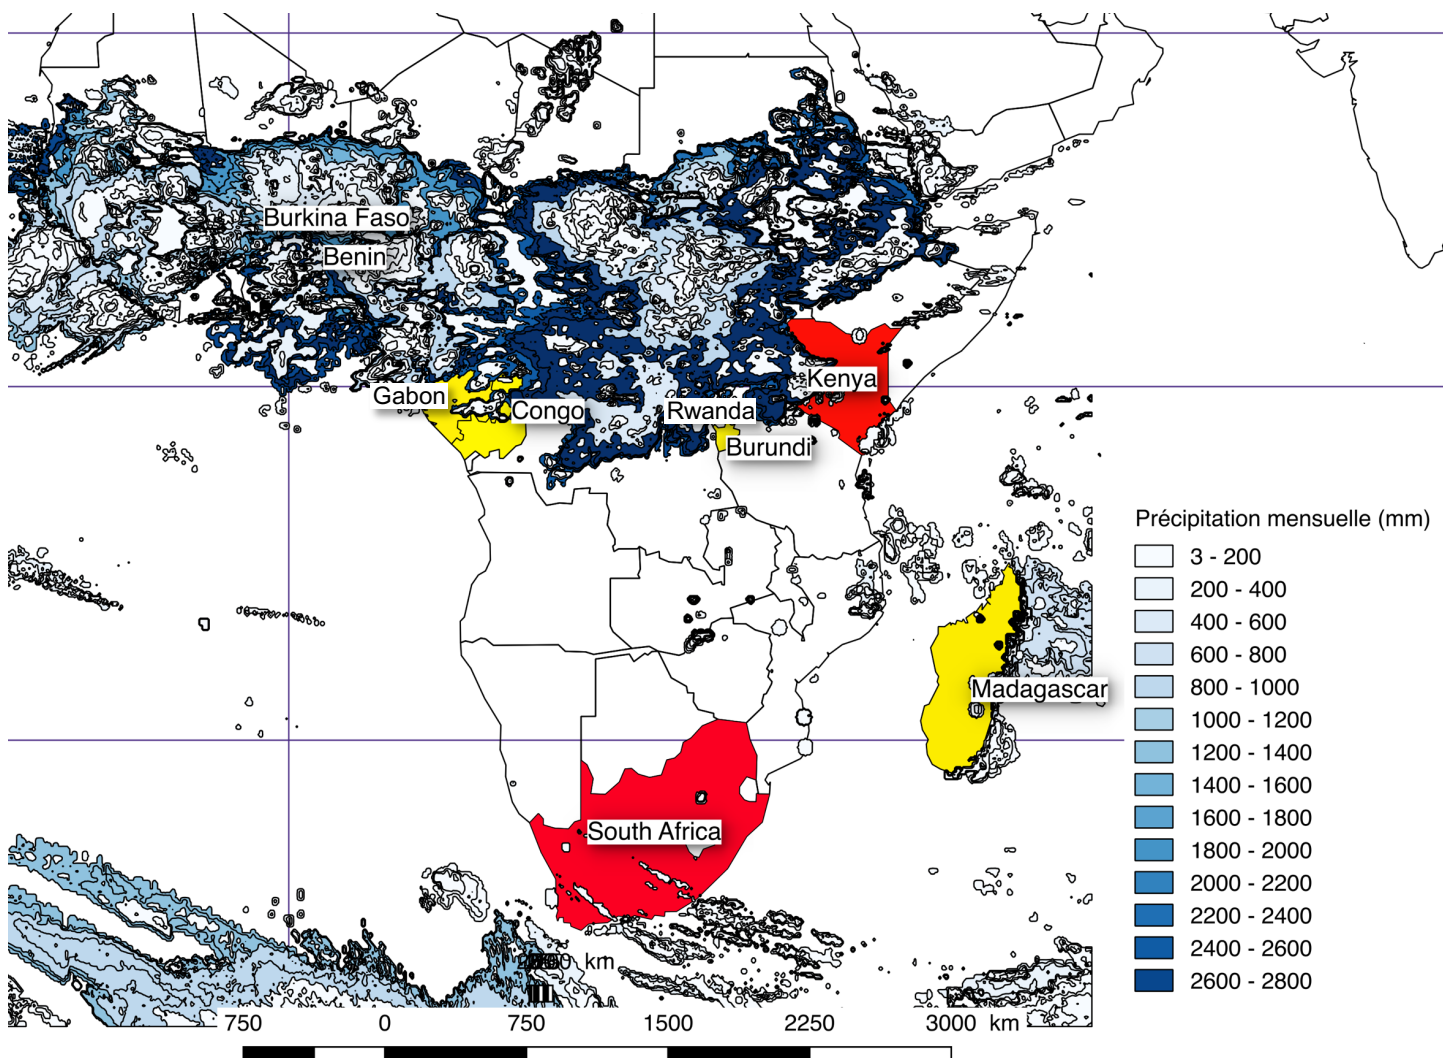 Burkina Faso
Benin
Kenya
Gabon
Congo
Rwanda
Burundi
Précipitation mensuelle (mm)
3 - 200
200 - 400
400 - 600
600 - 800
800 - 1000
1000 - 1200
1200 - 1400
1400 - 1600
1600 - 1800
1800 - 2000
2000 - 2200
2200 - 2400
2400 - 2600
2600 - 2800
Madagascar
South Africa
km
750 0 750 1500 2250 3000 km